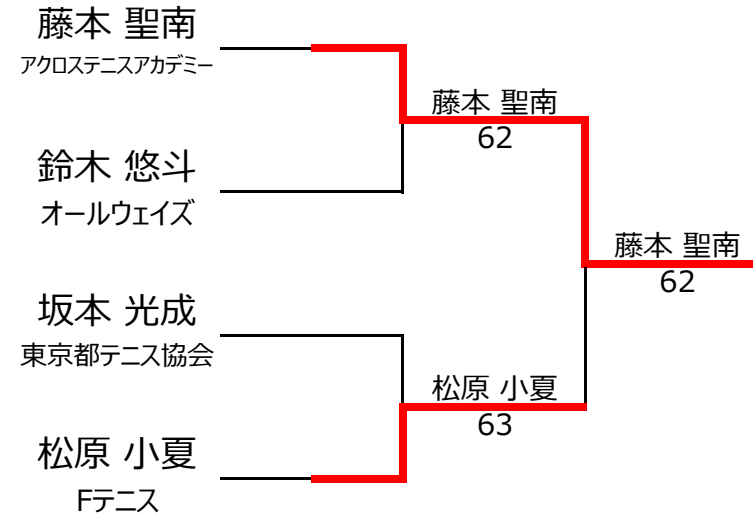 藤本 聖南
アクロステニスアカデミー
藤本 聖南
62
鈴木 悠斗
オールウェイズ
藤本 聖南
62
坂本 光成
東京都テニス協会
松原 小夏
63
松原 小夏
Fテニス